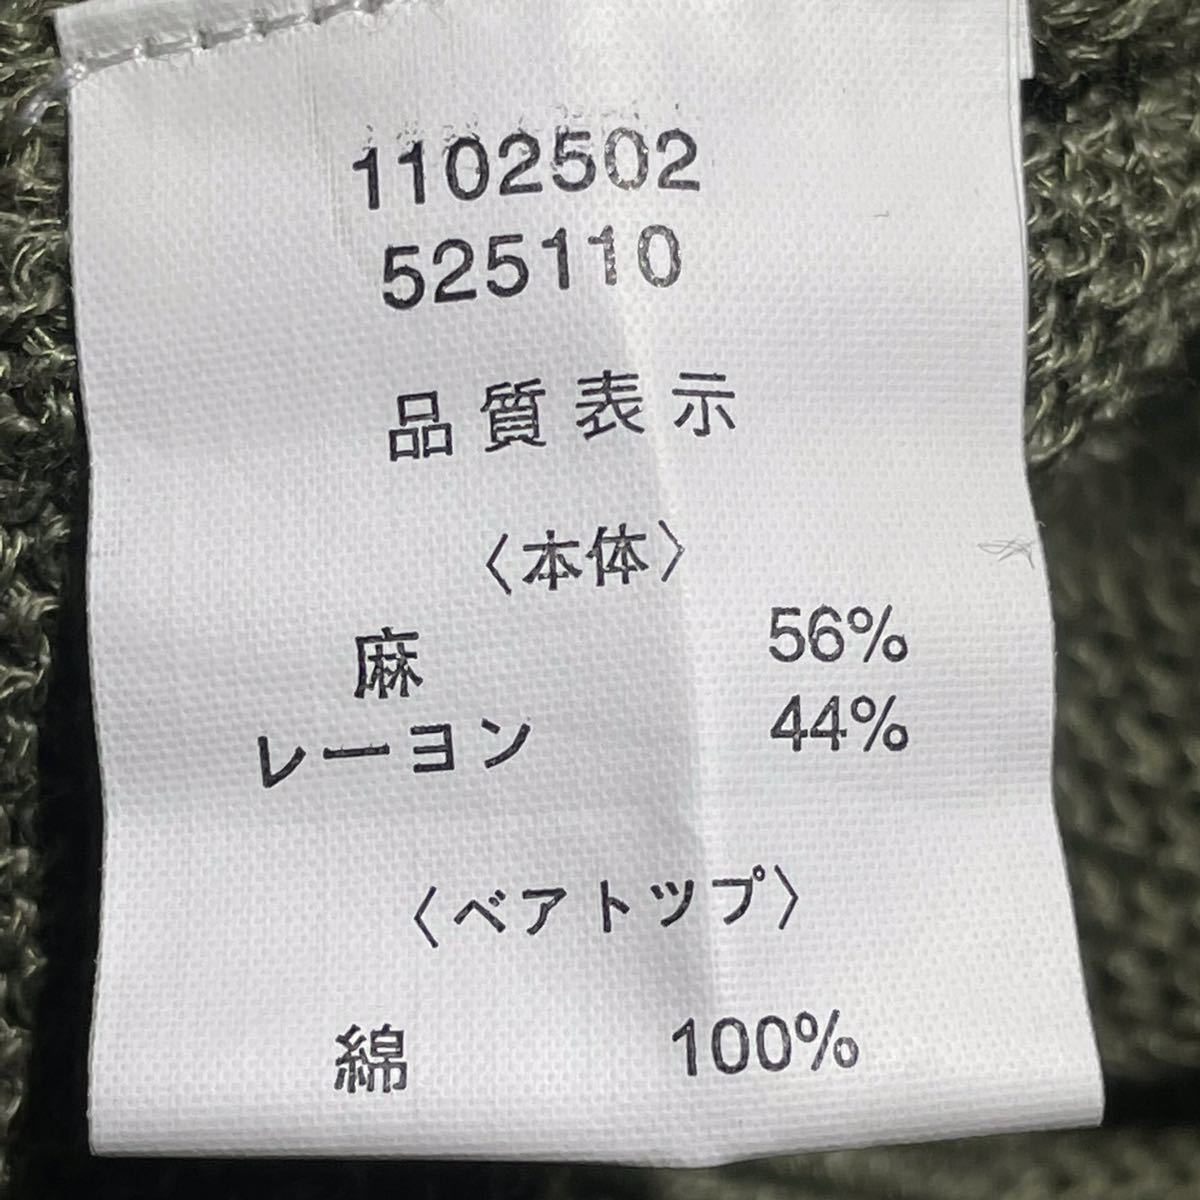 1102502
525110
品質表示
〈本体〉
麻 56%
レーヨン 44%
〈ベアトップ〉
綿 100%